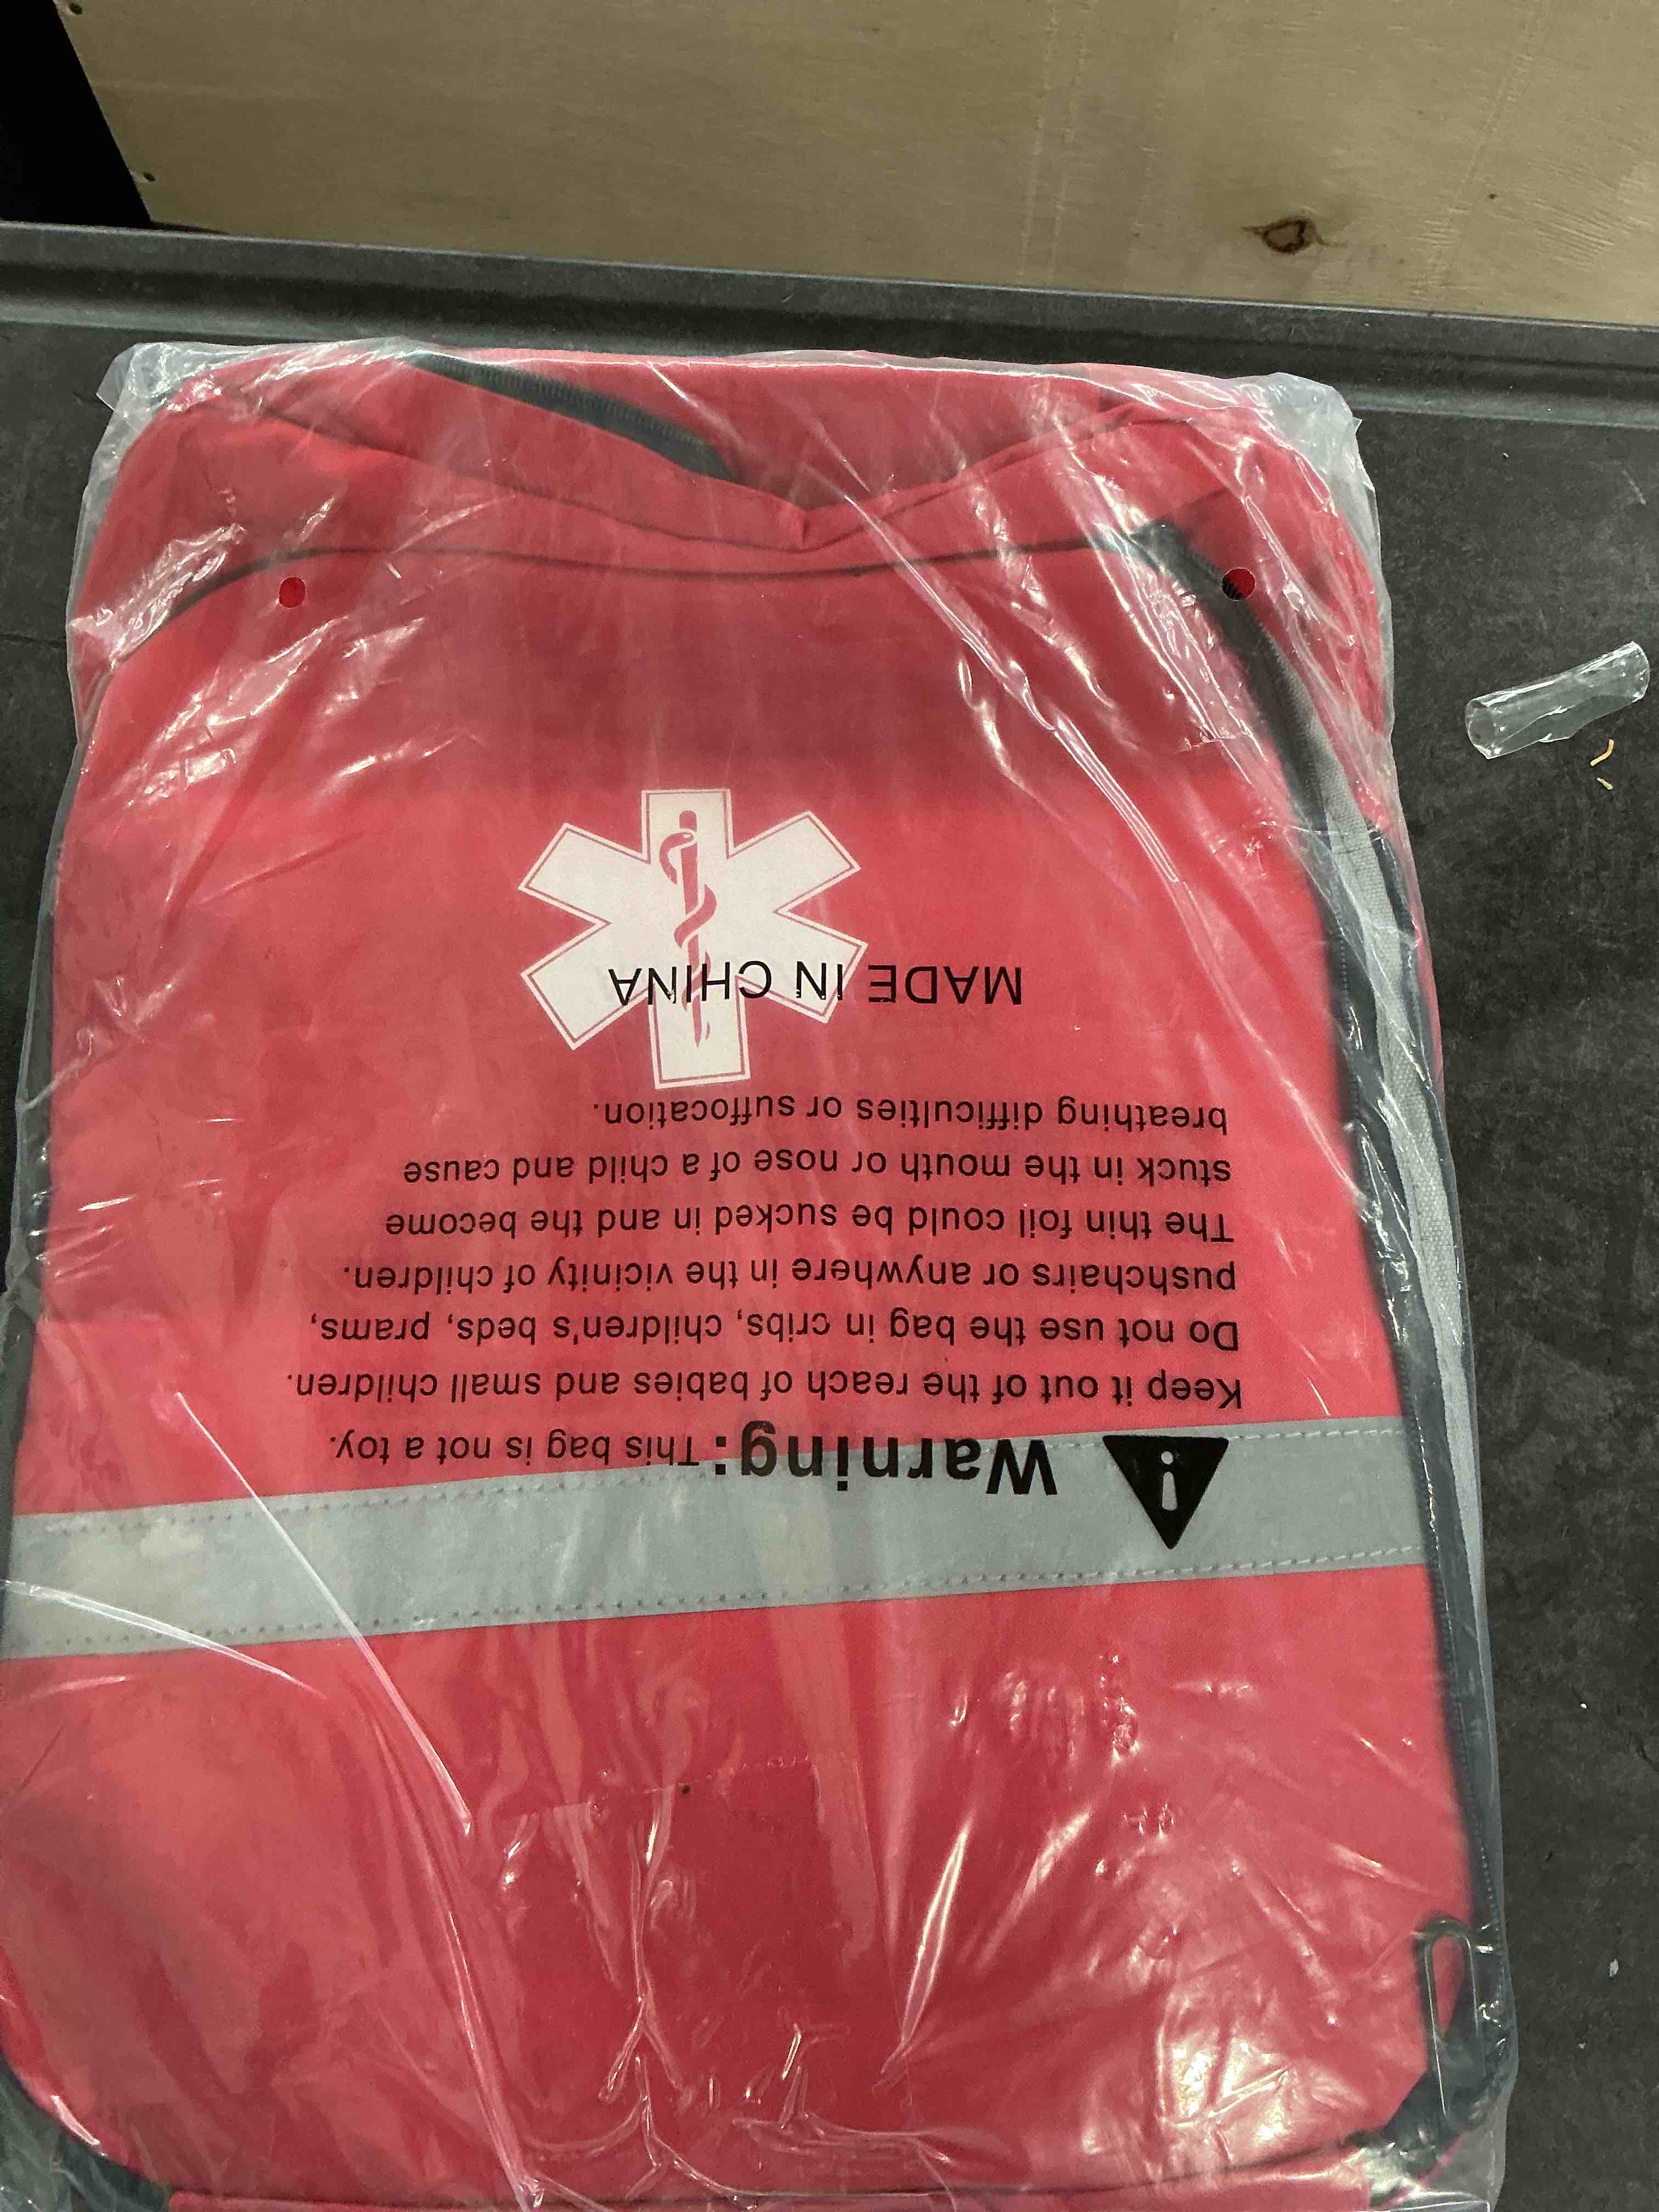 Warning: This bag is not a toy.
Keep it out of the reach of babies and small children.
Do not use the bag in cribs, children's beds, prams,
pushchairs or anywhere in the vicinity of children.
The thin foil could be sucked in and the become
stuck in the mouth or nose of a child and cause
breathing difficulties or suffocation.
MADE IN CHINA